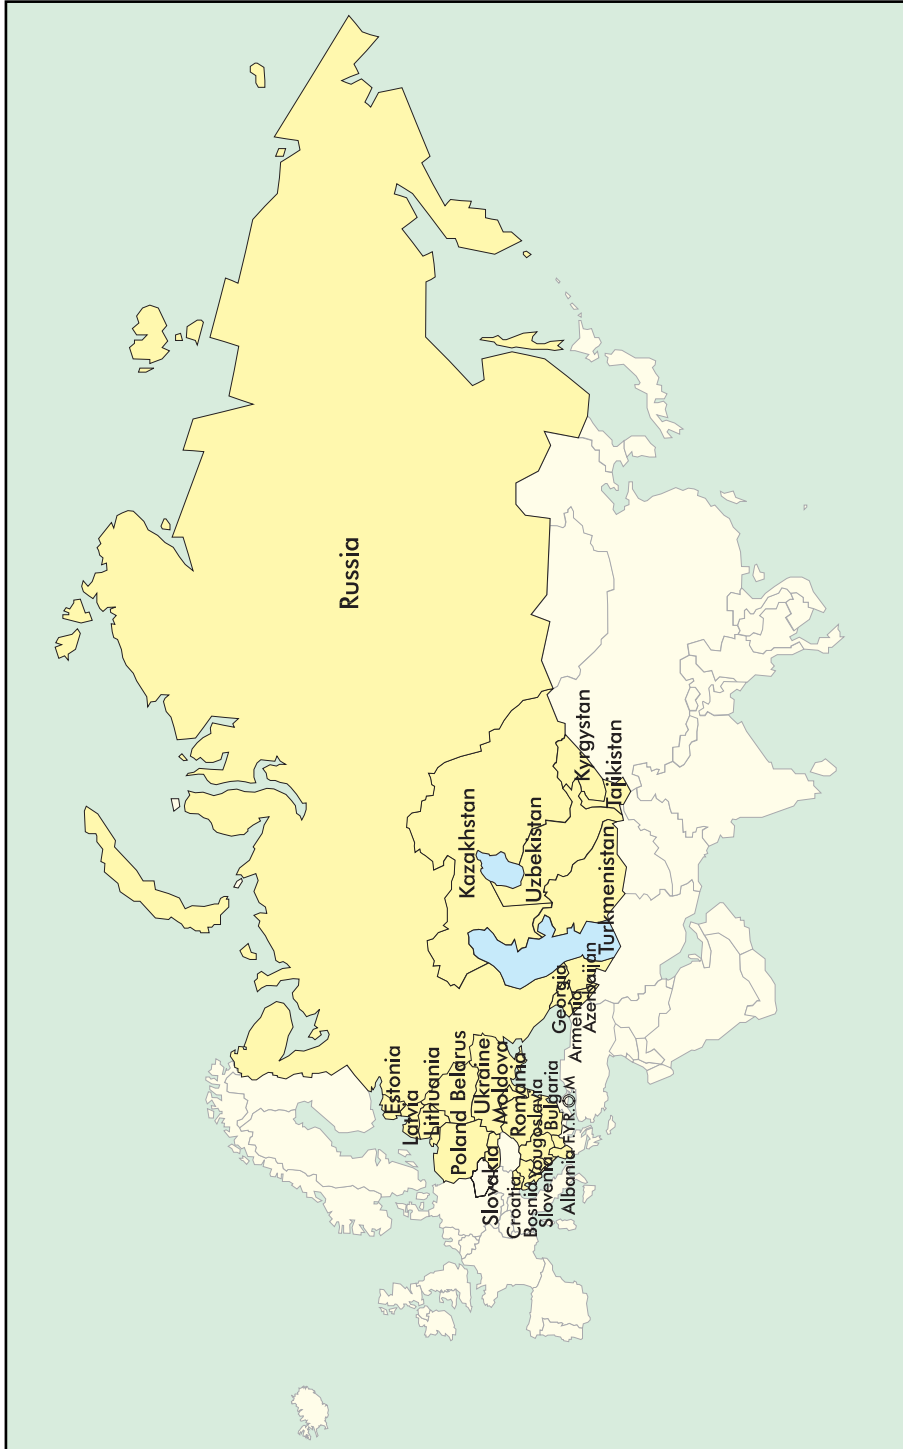 Russia
Kazakhstan
Uzbekistan
Kyrgystan
Tajikistan
Turkmenistan
Georgia
Armenia
Azerbaijan
Estonia
Latvia
Lithuania
Poland
Belarus
Ukraine
Moldova
Romania
Bulgaria
Slovakia
Croatia
Bosnia
Yougoslavia
Slovenia
Albania
F.Y.R.O.M